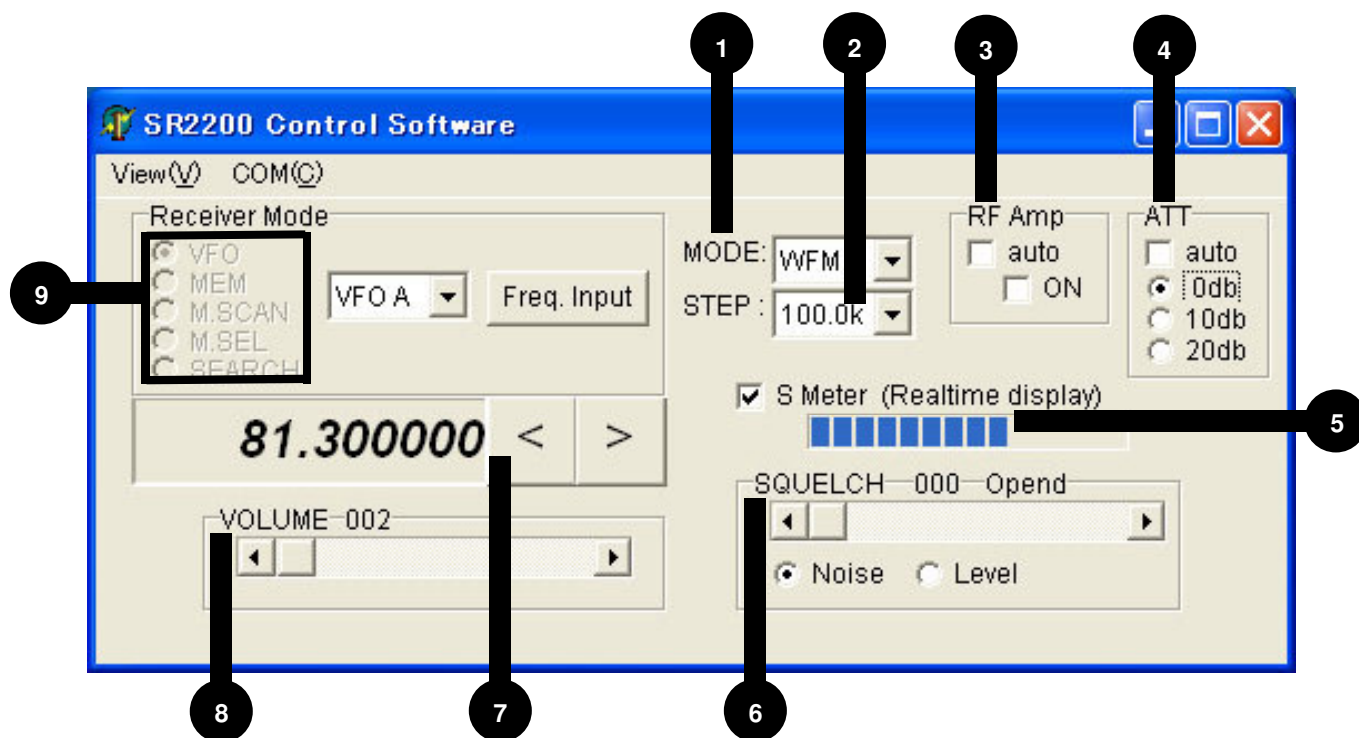 1 2 3 4
SR2200 Control Software
View(V) COM(C)
Receiver Mode
VFO
MEM
M.SCAN
M.SEL
SEARCH
9
VFO A
Freq. Input
MODE: WFM
STEP : 100.0k
RF Amp
auto
ON
ATT
auto
0db
10db
20db
81.300000 < >
S Meter (Realtime display)
5
VOLUME 002
SQUELCH 000 Opend
Noise Level
8 7 6